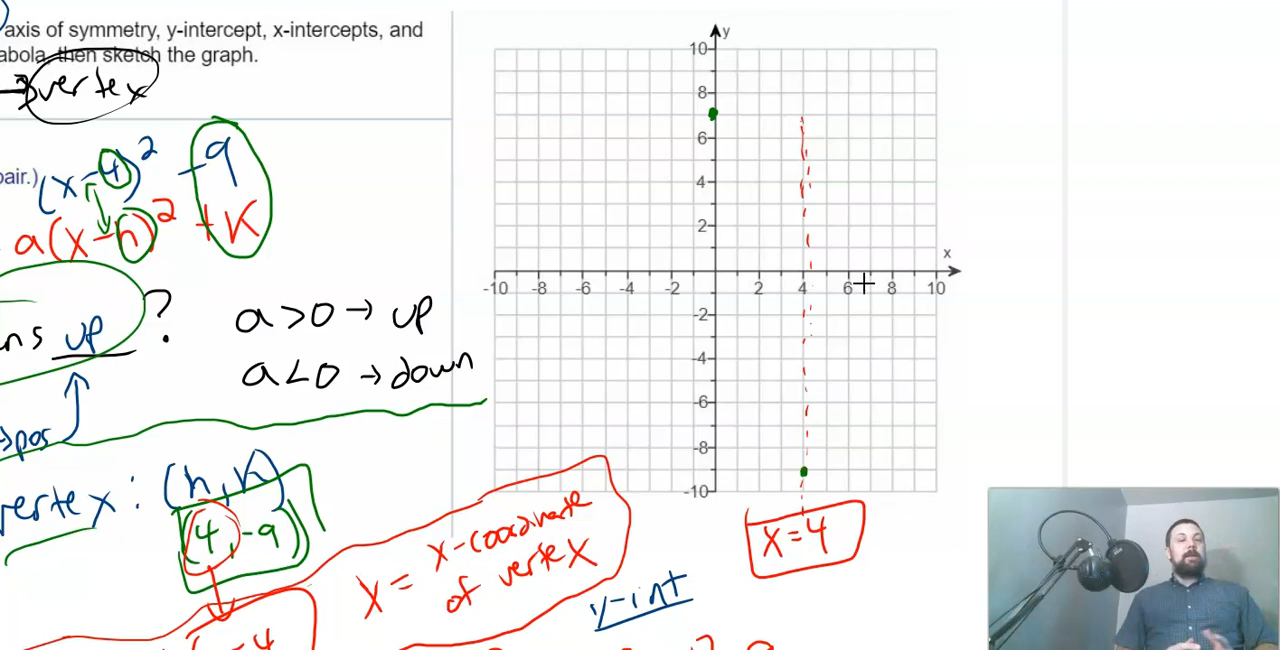 axis of symmetry, y-intercept, x-intercepts, and
abola, then sketch the graph.
→ vertex
pair.) (x-4)² -9
a(x-h)² +k
ns up ?
a>0 → up
a<0 → down
→pos
vertex: (h,k)
(4,-9)
=4
x = x-coordinate
of vertex
y-int
x=4
y
x
10
8
6
4
2
-2
-4
-6
-8
-10
-10 -8 -6 -4 -2 2 4 6 8 10